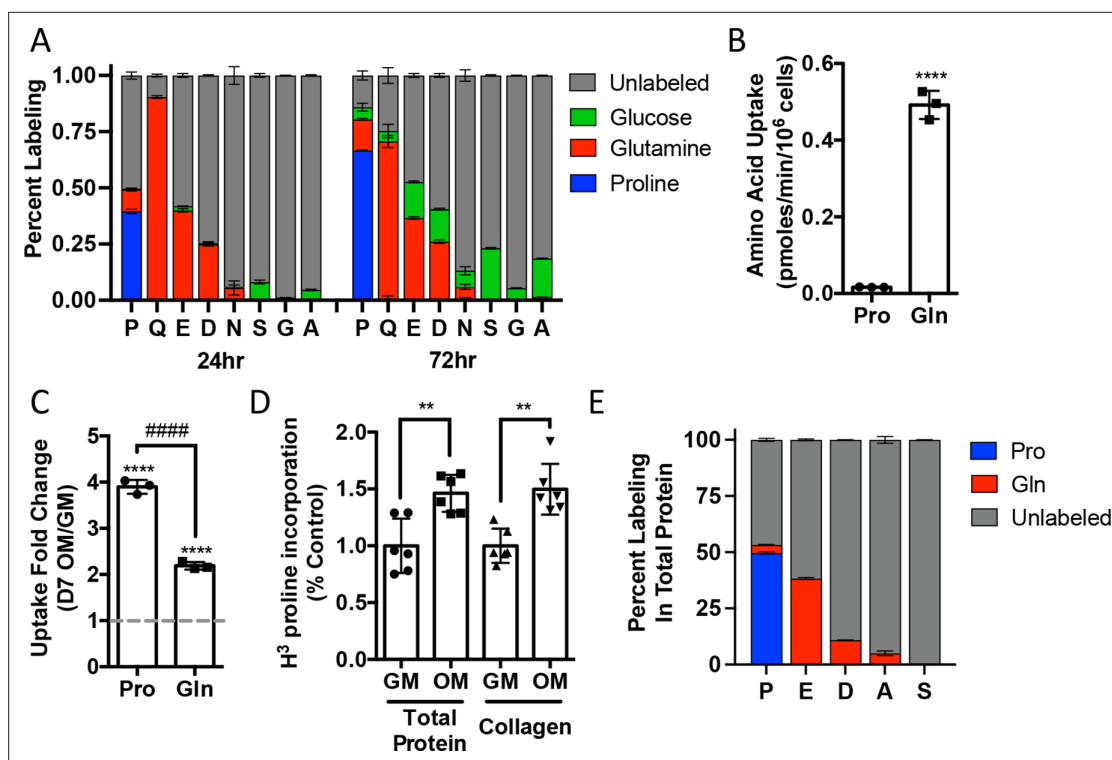 A
Percent Labeling
1.00
0.75
0.50
0.25
0.00
P Q E D N S G A P Q E D N S G A
24hr 72hr
Unlabeled
Glucose
Glutamine
Proline
B
Amino Acid Uptake
(pmoles/min/10⁶ cells)
0.6
0.4
0.2
0.0
****
Pro Gln
C
Uptake Fold Change
(D7 OM/GM)
5
4
3
2
1
0
####
****
****
Pro Gln
D
H³ proline incorporation
(% Control)
2.0
1.5
1.0
0.5
0.0
** **
GM OM GM OM
Total Collagen
Protein
E
Percent Labeling
In Total Protein
100
75
50
25
0
P E D A S
Pro
Gln
Unlabeled